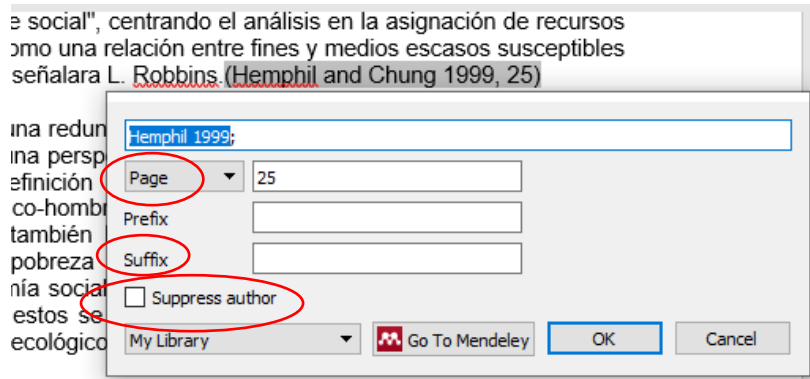 e social", centrando el análisis en la asignación de recursos
omo una relación entre fines y medios escasos susceptibles
señalara L. Robbins.(Hemphil and Chung 1999, 25)
una redun
una persp
efinición
co-hombr
también
pobreza
mía social
estos se
ecológico
Hemphil 1999;
Page 25
Prefix
Suffix
Suppress author
My Library Go To Mendeley OK Cancel